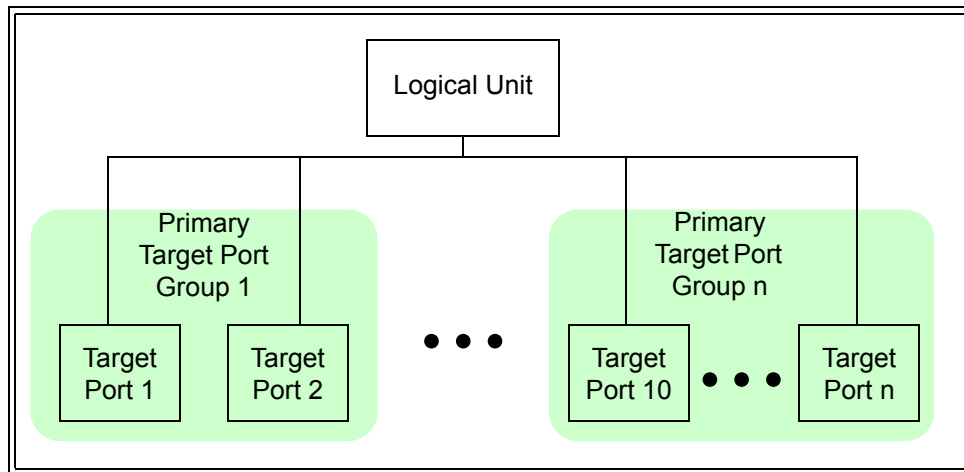 Logical Unit
Primary
Target Port
Group 1
Primary
Target Port
Group n
Target
Port 1
Target
Port 2
Target
Port 10
Target
Port n